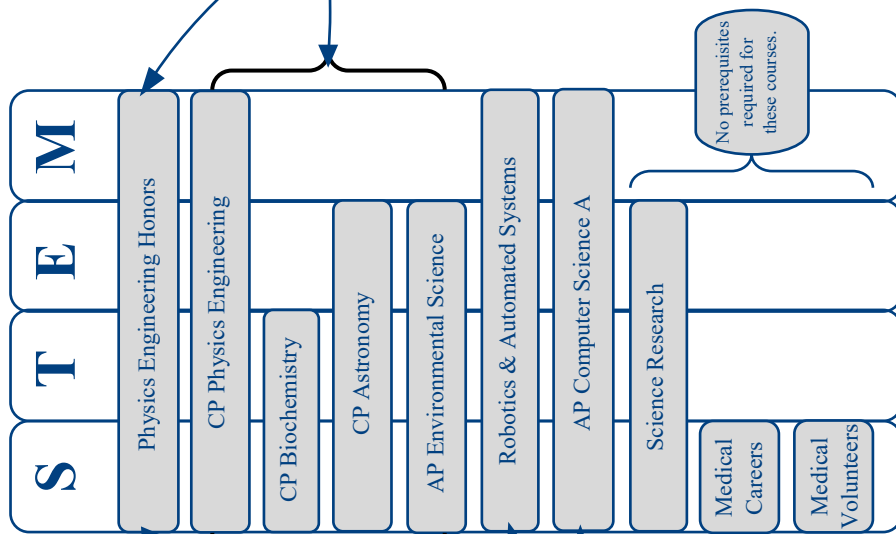 S
T
E
M
Physics Engineering Honors
CP Physics Engineering
CP Biochemistry
CP Astronomy
AP Environmental Science
Robotics & Automated Systems
AP Computer Science A
Science Research
Medical
Careers
Medical
Volunteers
No prerequisites
required for
these courses.